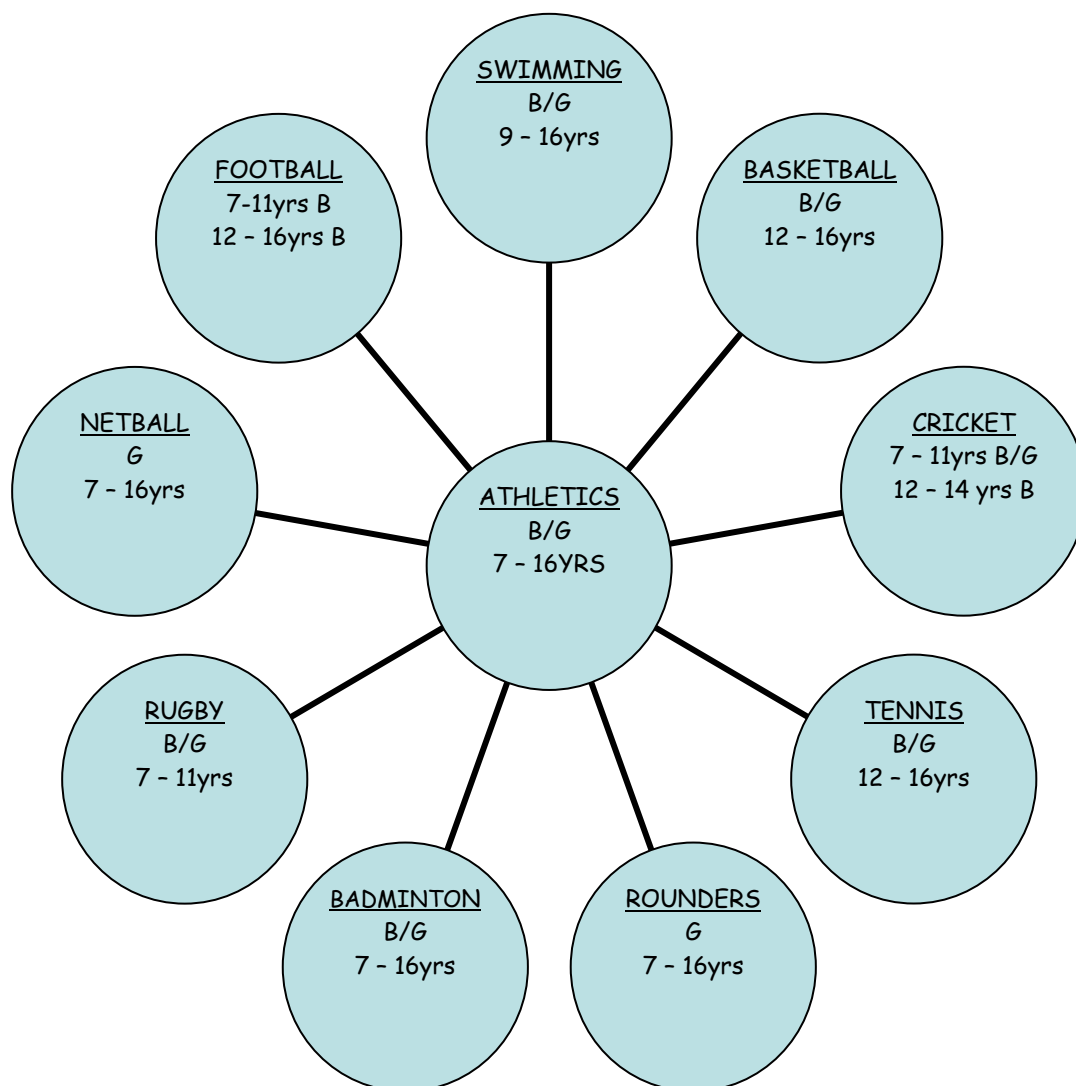 SWIMMING
B/G
9 – 16yrs
FOOTBALL
7-11yrs B
12 – 16yrs B
BASKETBALL
B/G
12 – 16yrs
NETBALL
G
7 – 16yrs
CRICKET
7 – 11yrs B/G
12 – 14 yrs B
ATHLETICS
B/G
7 – 16YRS
RUGBY
B/G
7 – 11yrs
TENNIS
B/G
12 – 16yrs
BADMINTON
B/G
7 – 16yrs
ROUNDERS
G
7 – 16yrs